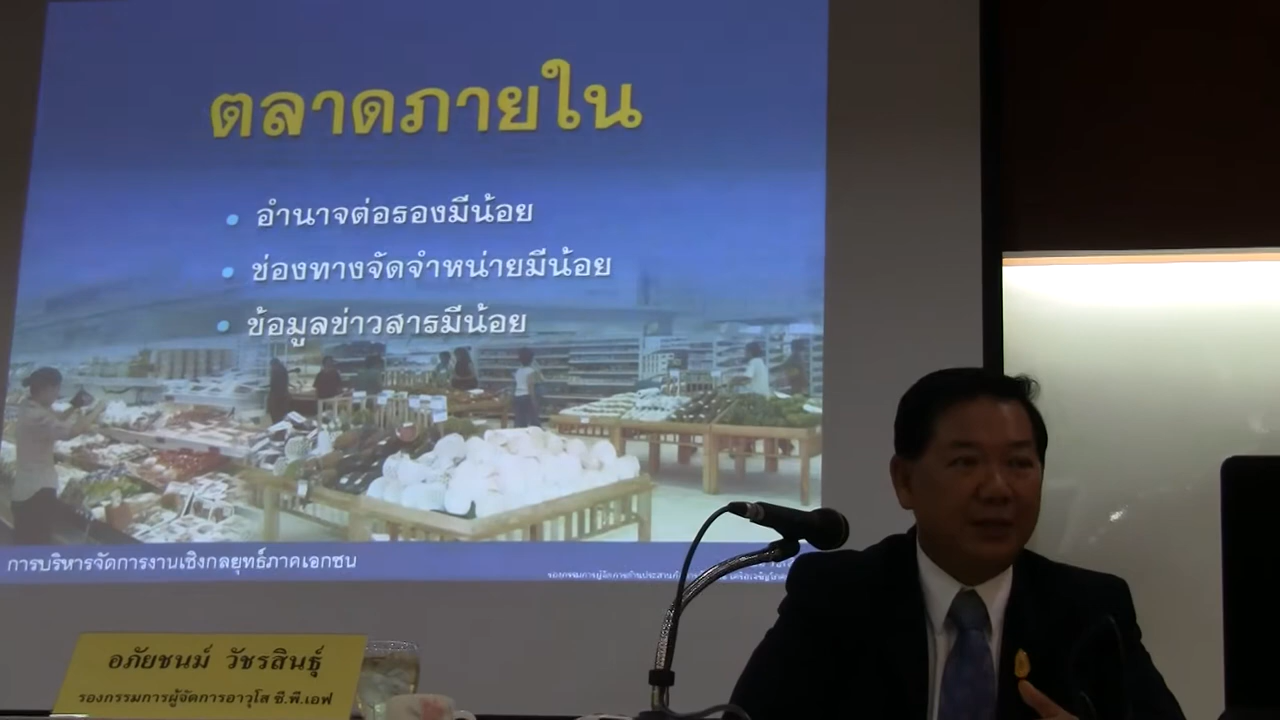 ตลาดภายใน
• อำนาจต่อรองมีน้อย
• ช่องทางจัดจำหน่ายมีน้อย
• ข้อมูลข่าวสารมีน้อย
การบริหารจัดการงานเชิงกลยุทธ์ภาคเอกชน
อภัยชนม์ วัชรสินธุ์
รองกรรมการผู้จัดการอาวุโส ซี.พี.เอฟ